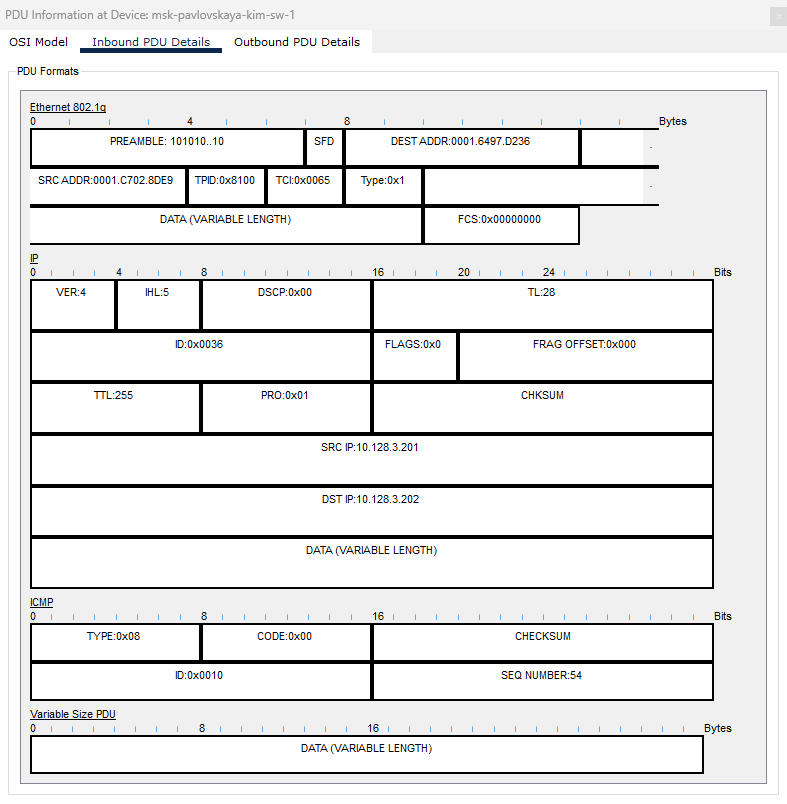 PDU Information at Device: msk-pavlovskaya-kim-sw-1
OSI Model Inbound PDU Details Outbound PDU Details
PDU Formats
Ethernet 802.1q
0 4 8 Bytes
PREAMBLE: 101010..10 SFD DEST ADDR:0001.6497.D236
SRC ADDR:0001.C702.8DE9 TPID:0x8100 TCI:0x0065 Type:0x1
DATA (VARIABLE LENGTH) FCS:0x00000000
IP
0 4 8 16 20 24 Bits
VER:4 IHL:5 DSCP:0x00 TL:28
ID:0x0036 FLAGS:0x0 FRAG OFFSET:0x000
TTL:255 PRO:0x01 CHKSUM
SRC IP:10.128.3.201
DST IP:10.128.3.202
DATA (VARIABLE LENGTH)
ICMP
0 8 16 Bits
TYPE:0x08 CODE:0x00 CHECKSUM
ID:0x0010 SEQ NUMBER:54
Variable Size PDU
0 8 16 Bytes
DATA (VARIABLE LENGTH)